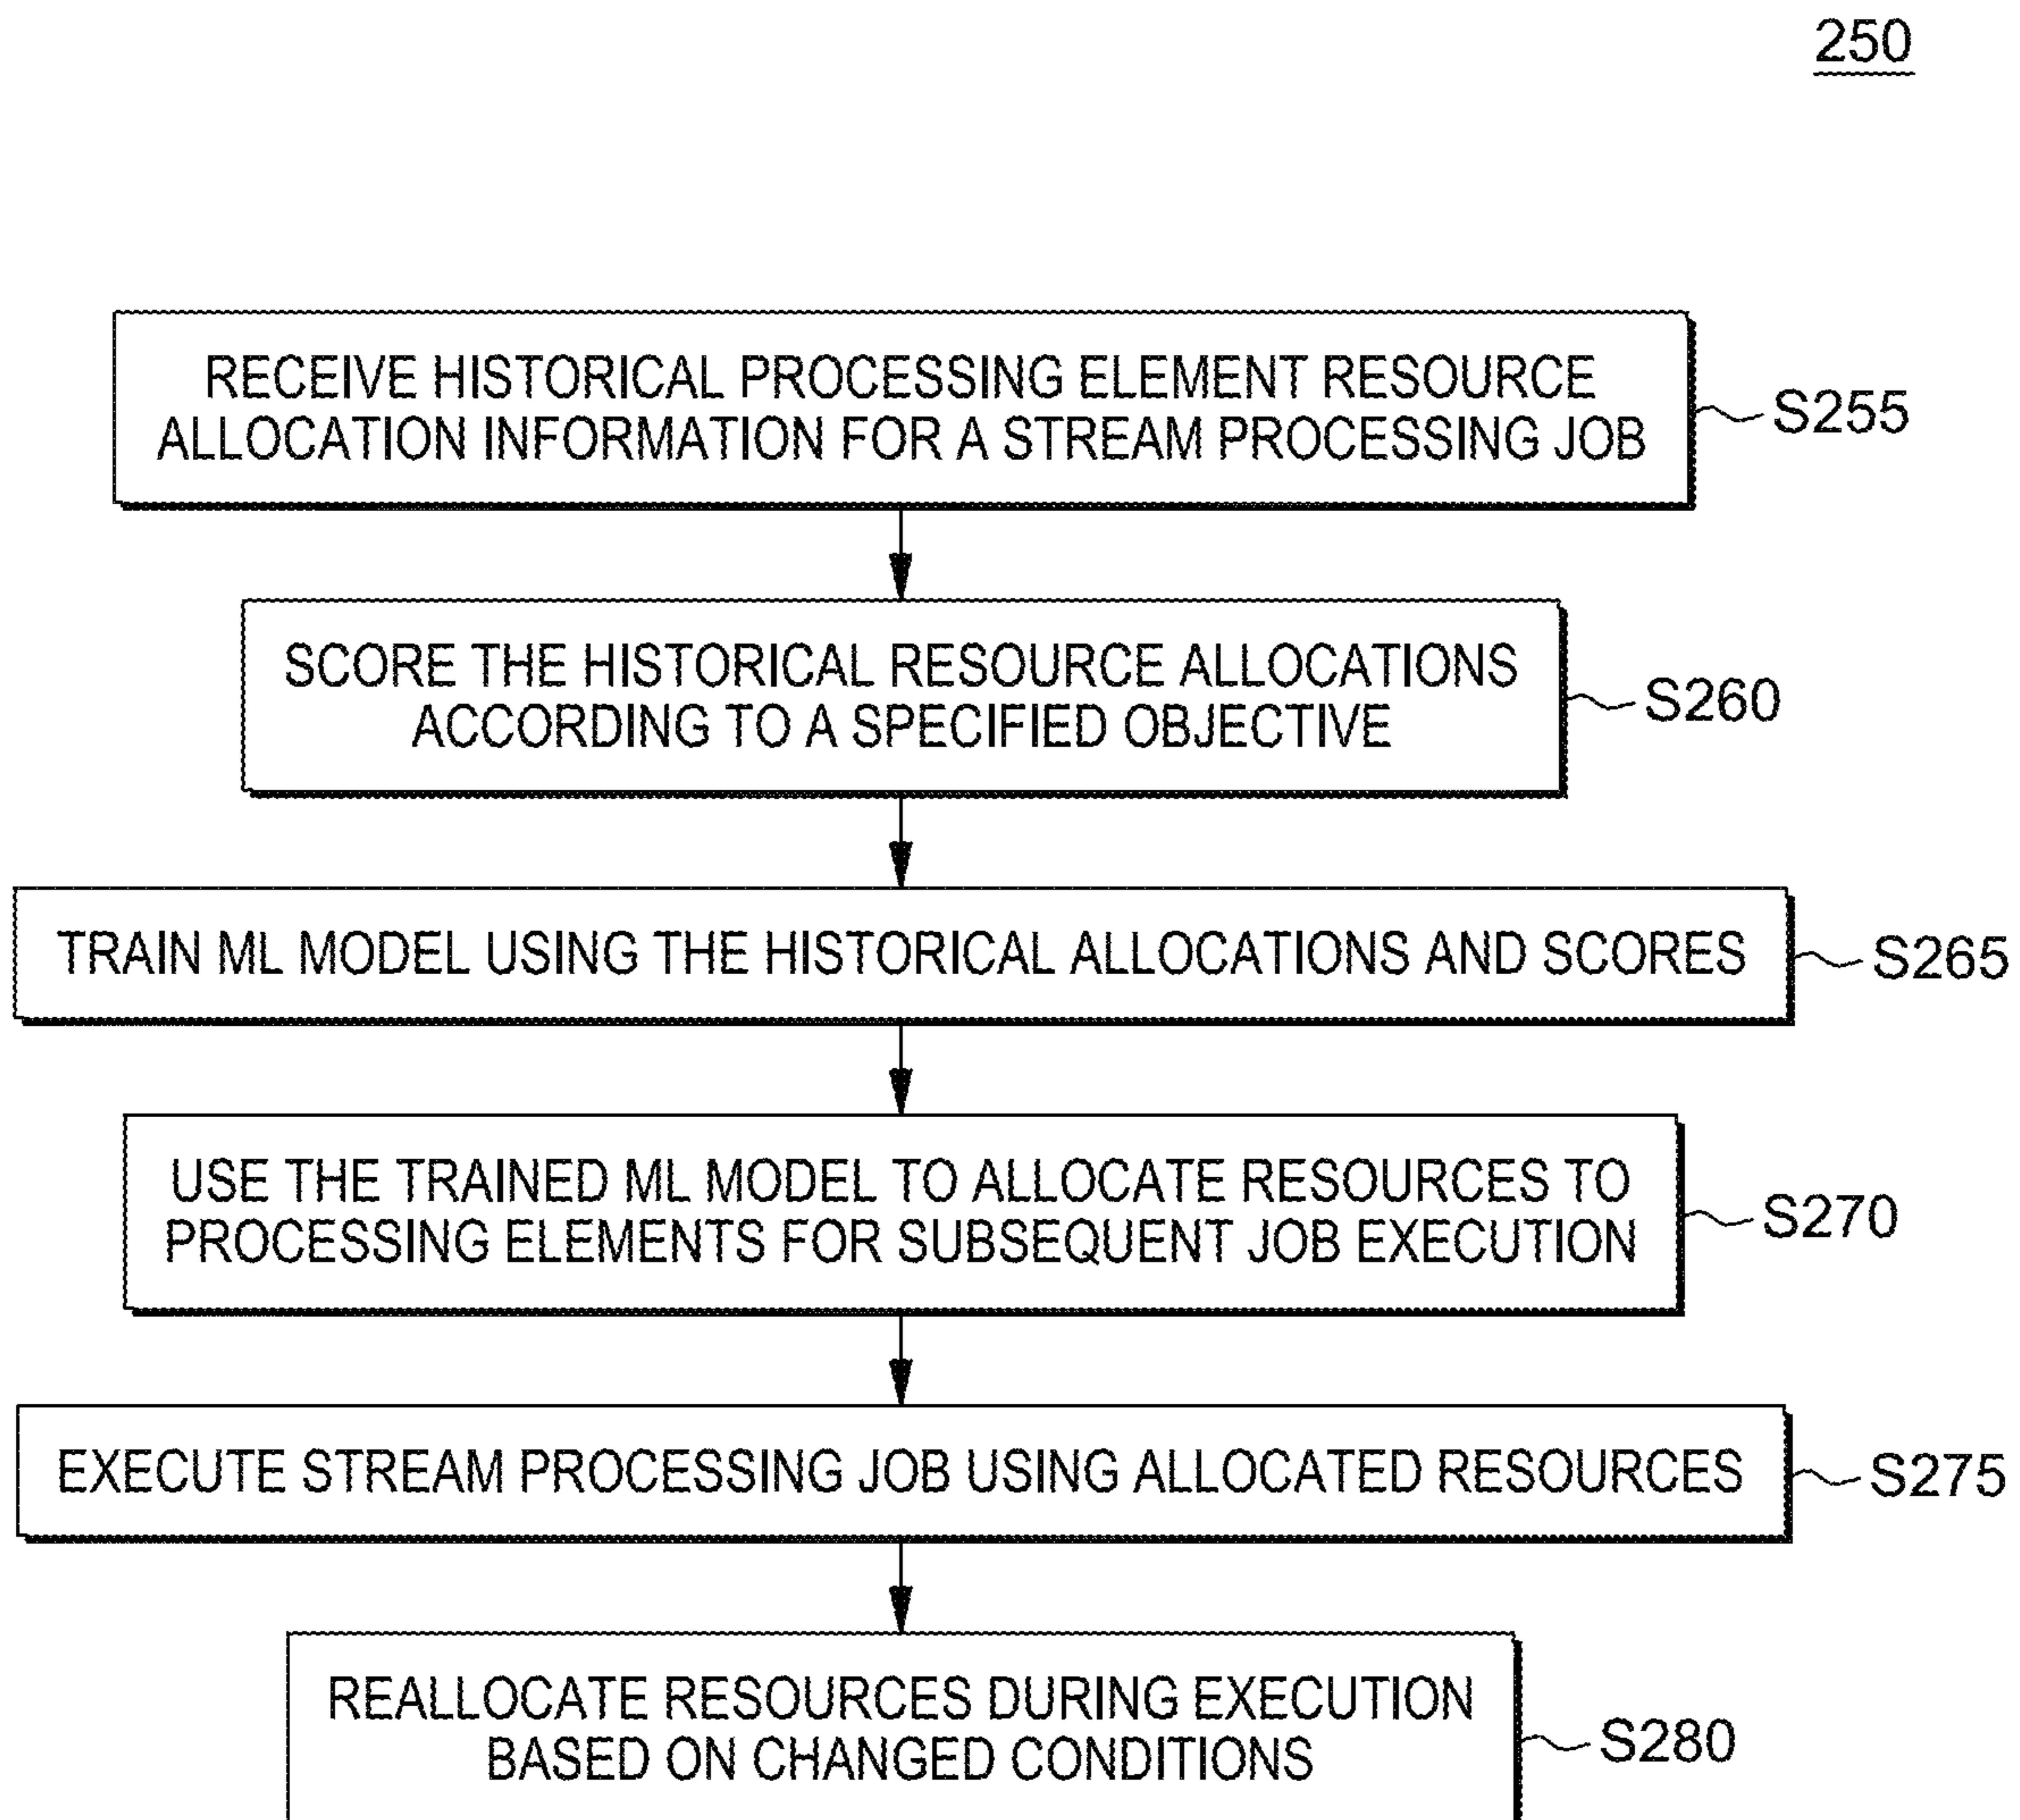 250
RECEIVE HISTORICAL PROCESSING ELEMENT RESOURCE
ALLOCATION INFORMATION FOR A STREAM PROCESSING JOB
S255
SCORE THE HISTORICAL RESOURCE ALLOCATIONS
ACCORDING TO A SPECIFIED OBJECTIVE
S260
TRAIN ML MODEL USING THE HISTORICAL ALLOCATIONS AND SCORES
S265
USE THE TRAINED ML MODEL TO ALLOCATE RESOURCES TO
PROCESSING ELEMENTS FOR SUBSEQUENT JOB EXECUTION
S270
EXECUTE STREAM PROCESSING JOB USING ALLOCATED RESOURCES
S275
REALLOCATE RESOURCES DURING EXECUTION
BASED ON CHANGED CONDITIONS
S280